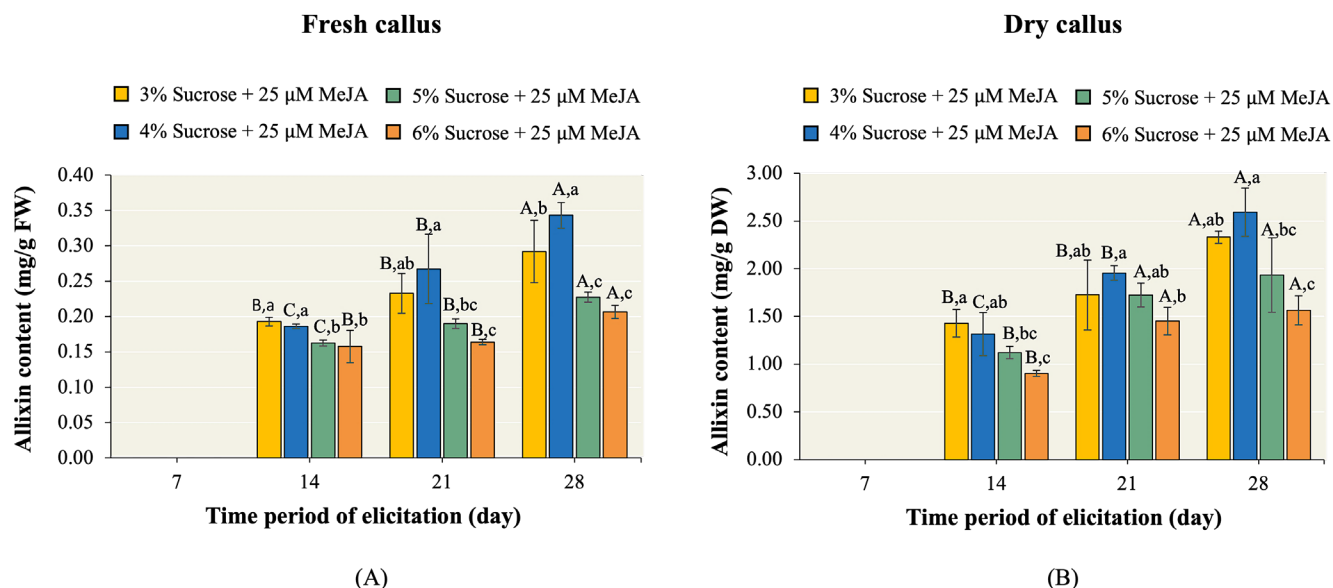 Fresh callus
3% Sucrose + 25 μM MeJA
5% Sucrose + 25 μM MeJA
4% Sucrose + 25 μM MeJA
6% Sucrose + 25 μM MeJA
Allixin content (mg/g FW)
0.40
0.35
0.30
0.25
0.20
0.15
0.10
0.05
0.00
B,a
C,a
C,b
B,b
B,ab
B,a
B,bc
B,c
A,b
A,a
A,c
A,c
7
14
21
28
Time period of elicitation (day)
(A)
Dry callus
3% Sucrose + 25 μM MeJA
5% Sucrose + 25 μM MeJA
4% Sucrose + 25 μM MeJA
6% Sucrose + 25 μM MeJA
Allixin content (mg/g DW)
3.00
2.50
2.00
1.50
1.00
0.50
0.00
B,a
C,ab
B,bc
B,c
B,ab
B,a
A,ab
A,b
A,ab
A,a
A,bc
A,c
7
14
21
28
Time period of elicitation (day)
(B)